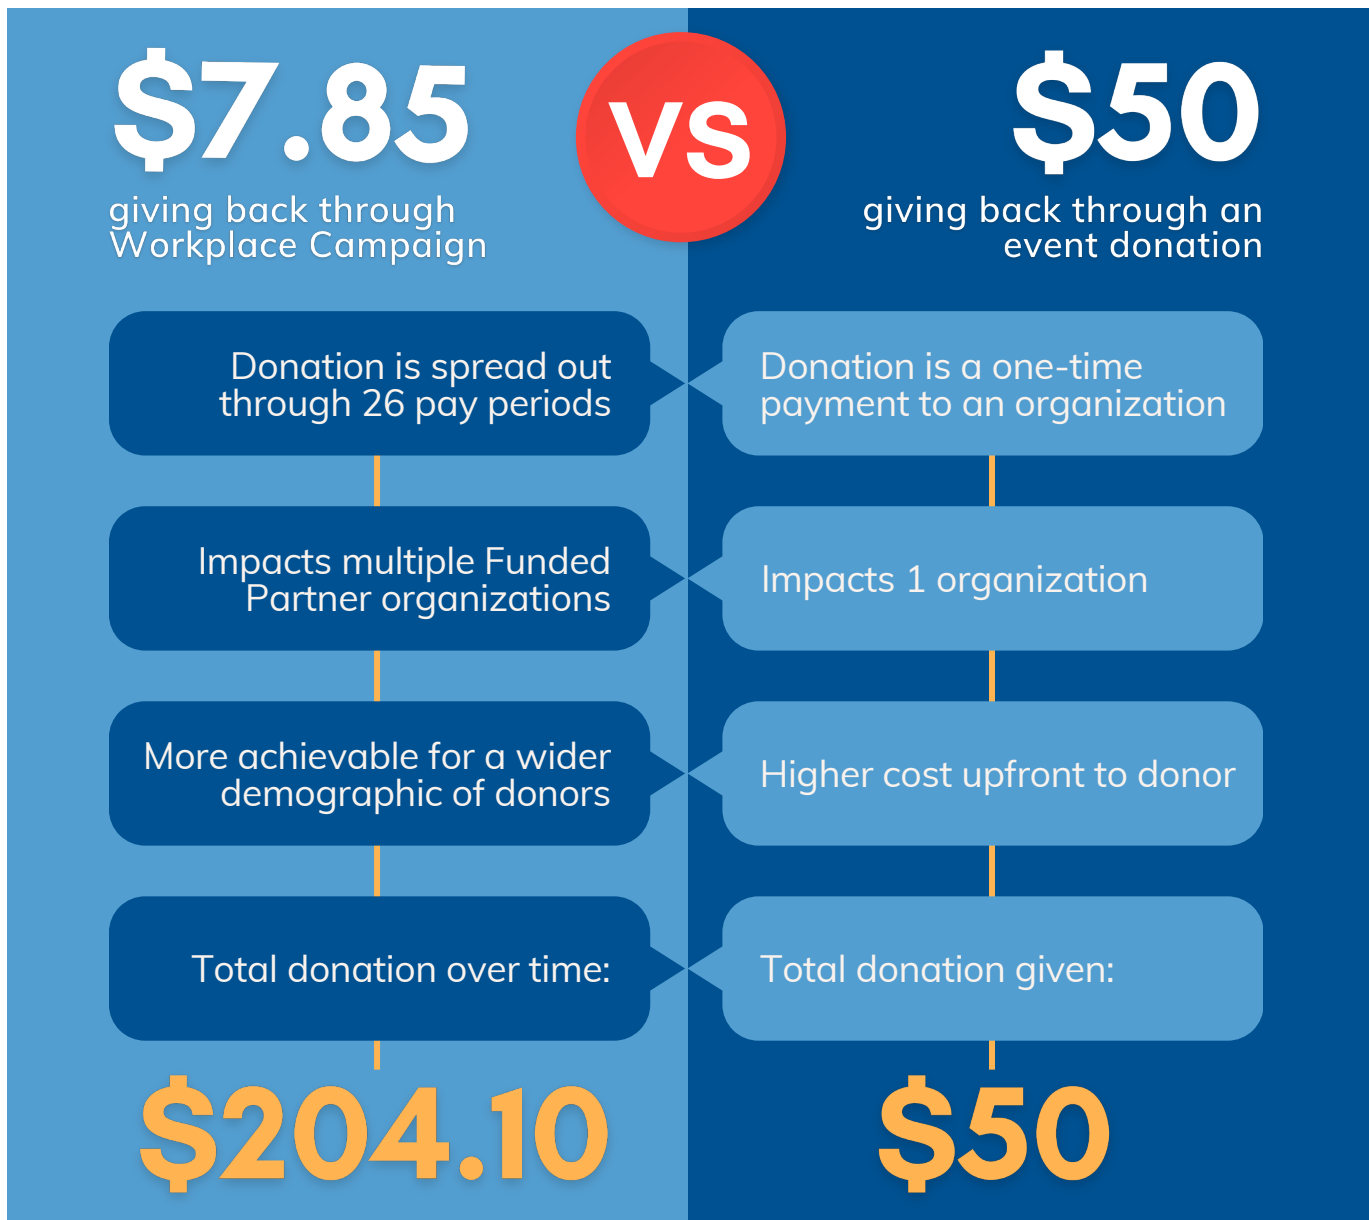 $7.85
giving back through
Workplace Campaign
VS
$50
giving back through an
event donation
Donation is spread out
through 26 pay periods
Donation is a one-time
payment to an organization
Impacts multiple Funded
Partner organizations
Impacts 1 organization
More achievable for a wider
demographic of donors
Higher cost upfront to donor
Total donation over time:
Total donation given:
$204.10
$50